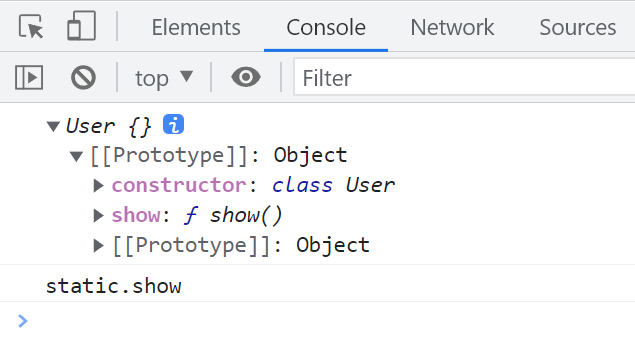 Elements Console Network Sources
top ▼ Filter
▼ User {} i
▼ [[Prototype]]: Object
▶ constructor: class User
▶ show: ƒ show()
▶ [[Prototype]]: Object
static.show
>